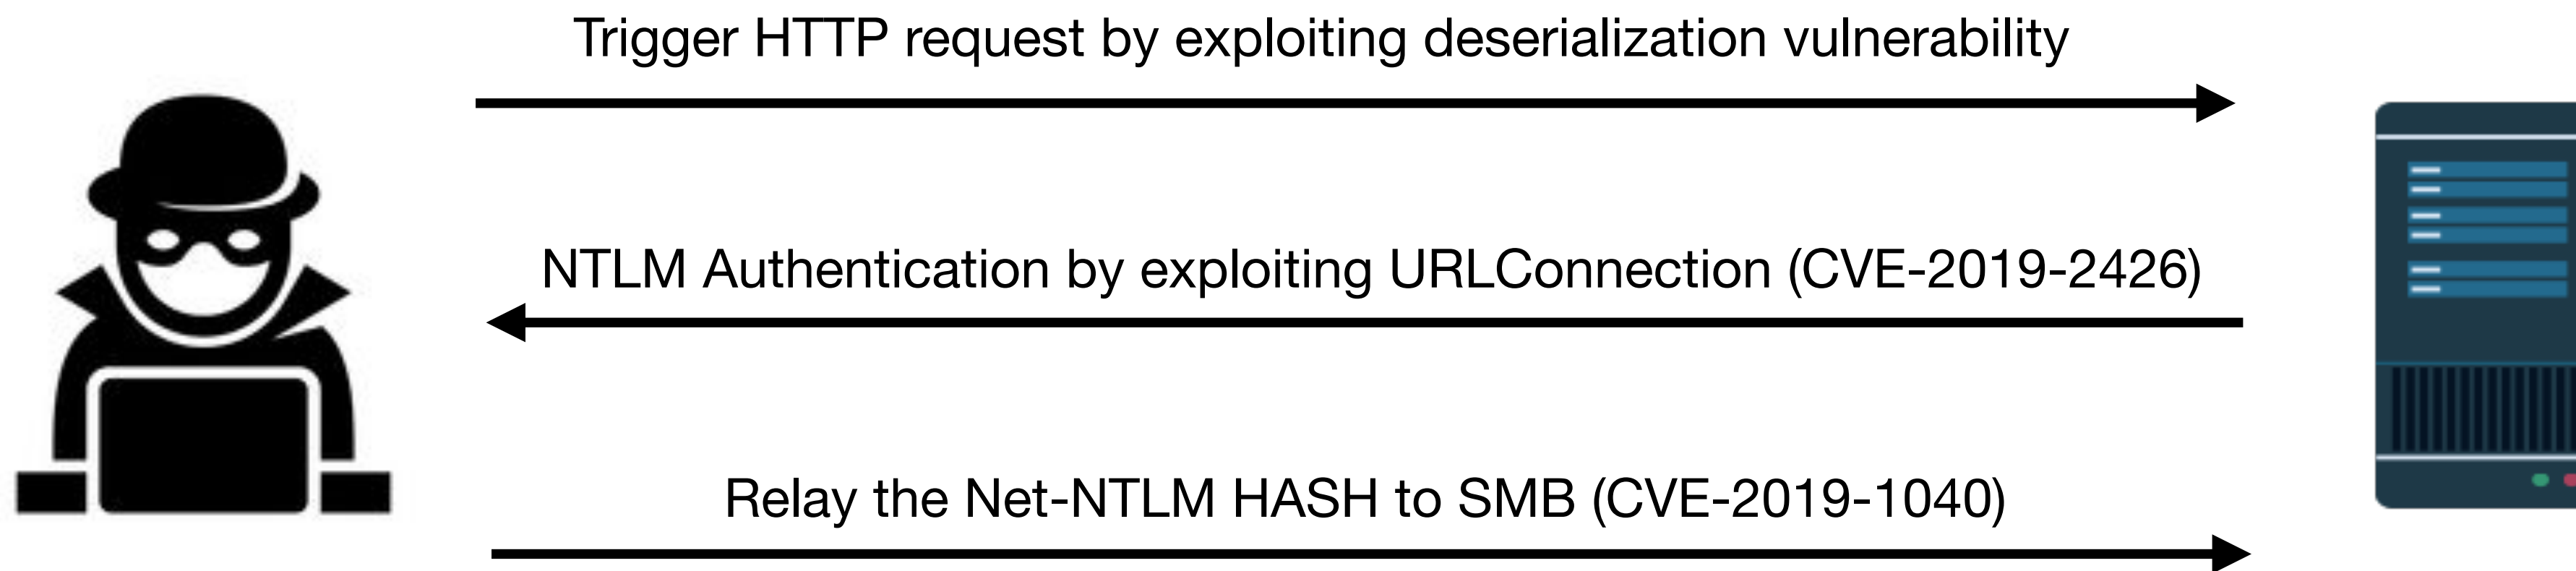 Trigger HTTP request by exploiting deserialization vulnerability
NTLM Authentication by exploiting URLConnection (CVE-2019-2426)
Relay the Net-NTLM HASH to SMB (CVE-2019-1040)